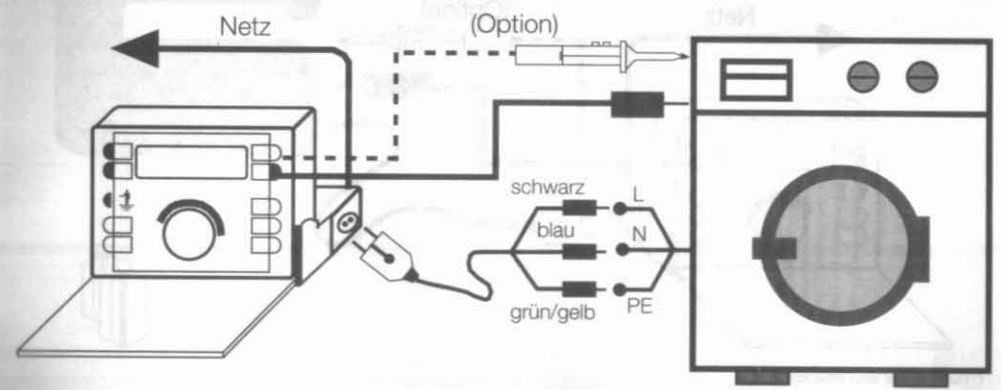 Netz
(Option)
schwarz
L
blau
N
grün/gelb
PE